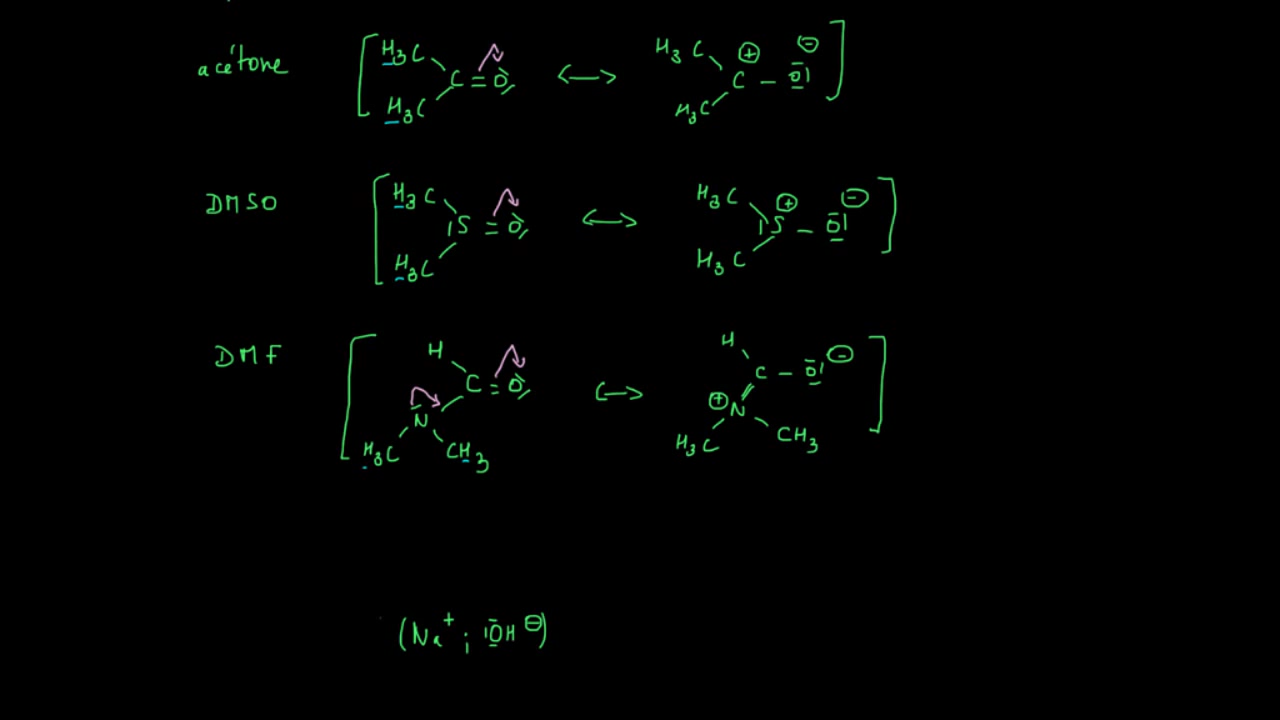 acétone [ H3C H3C C = O ⟷ H3C H3C C ⊕ – O ⊖ ]
DMSO [ H3C H3C S = O ⟷ H3C H3C S ⊕ – O ⊖ ]
DMF [ H C = O N H3C CH3 ⟷ H C – O ⊖ ⊕ N H3C CH3 ]
(Na+ ; OH ⊖)